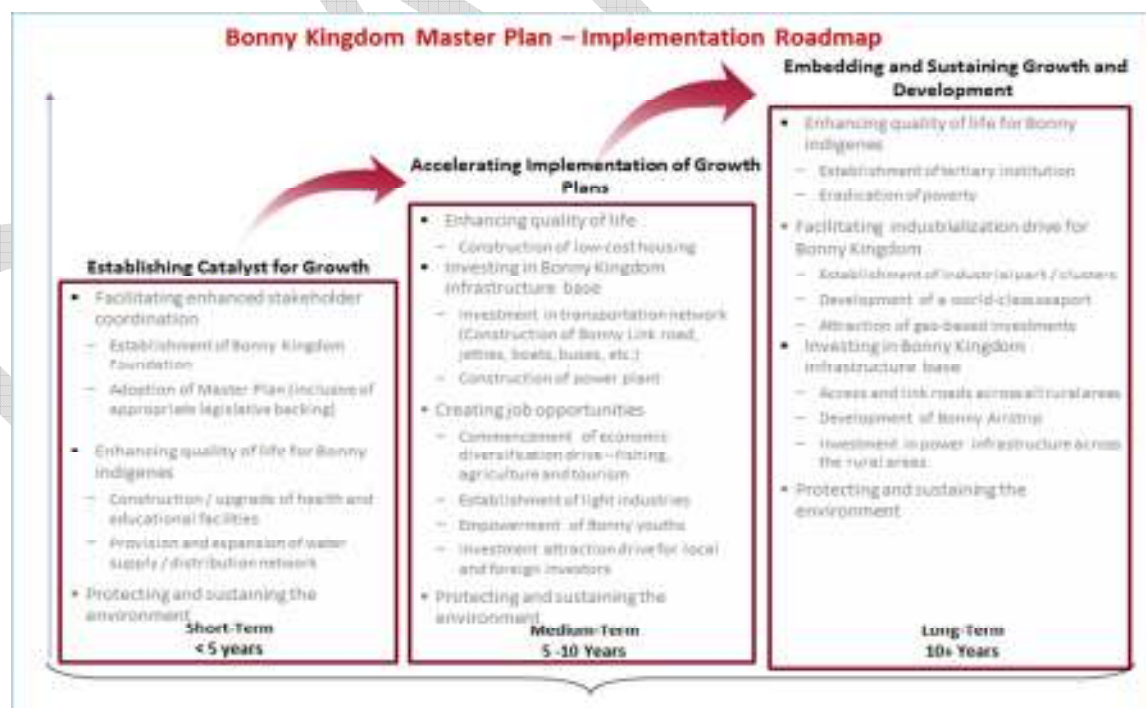 Bonny Kingdom Master Plan – Implementation Roadmap
Establishing Catalyst for Growth
• Facilitating enhanced stakeholder
coordination
– Establishment of Bonny Kingdom
Foundation
– Adoption of Master Plan (inclusive of
appropriate legislative backing)
• Enhancing quality of life for Bonny
indigenes
– Construction / upgrade of health and
educational facilities
– Provision and expansion of water
supply / distribution network
• Protecting and sustaining the
environment
Short-Term
< 5 years
Accelerating Implementation of Growth
Plans
• Enhancing quality of life
– Construction of low-cost housing
• Investing in Bonny Kingdom
infrastructure base
– Investment in transportation network
(Construction of Bonny Link road,
jetties, boats, buses, etc.)
– Construction of power plant
• Creating job opportunities
– Commencement of economic
diversification drive – fishing,
agriculture and tourism
– Establishment of light industries
– Empowerment of Bonny youths
– Investment attraction drive for local
and foreign investors
• Protecting and sustaining the
environment
Medium-Term
5 -10 Years
Embedding and Sustaining Growth and
Development
• Enhancing quality of life for Bonny
indigenes
– Establishment of tertiary institution
– Eradication of poverty
• Facilitating industrialization drive for
Bonny Kingdom
– Establishment of industrial park / clusters
– Development of a world-class seaport
– Attraction of gas-based investments
• Investing in Bonny Kingdom
infrastructure base
– Access and link roads across all rural areas
– Development of Bonny Airstrip
– Investment in power infrastructure across
the rural areas
• Protecting and sustaining the
environment
Long-Term
10+ Years